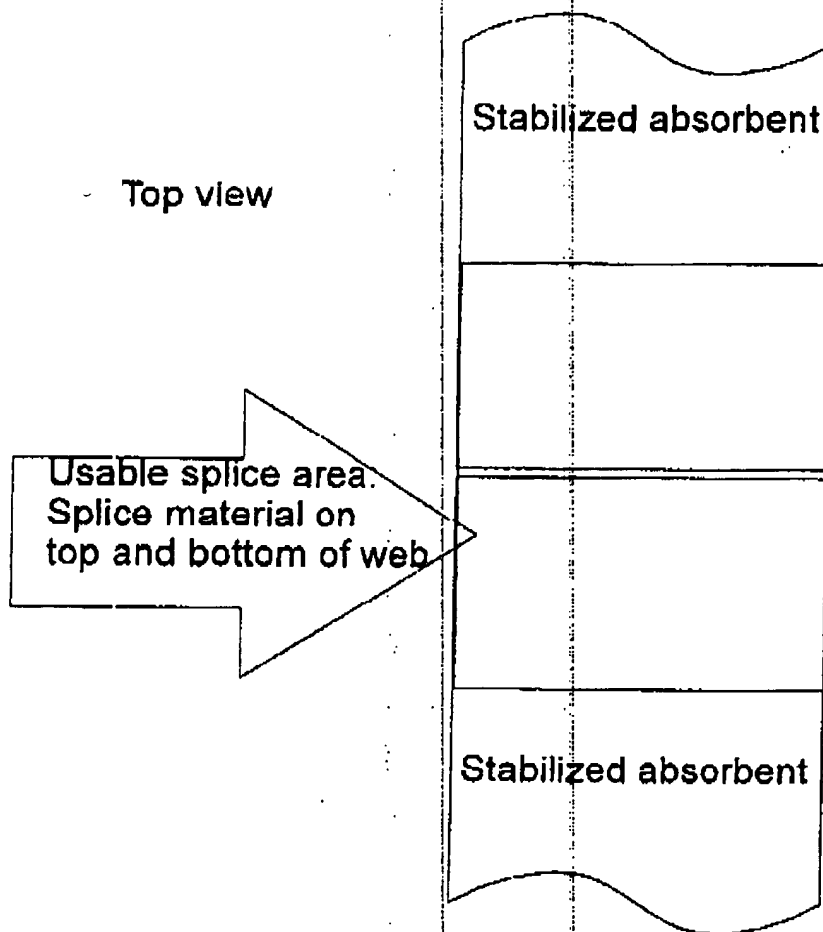 Stabilized absorbent
Top view
Usable splice area.
Splice material on
top and bottom of web
Stabilized absorbent